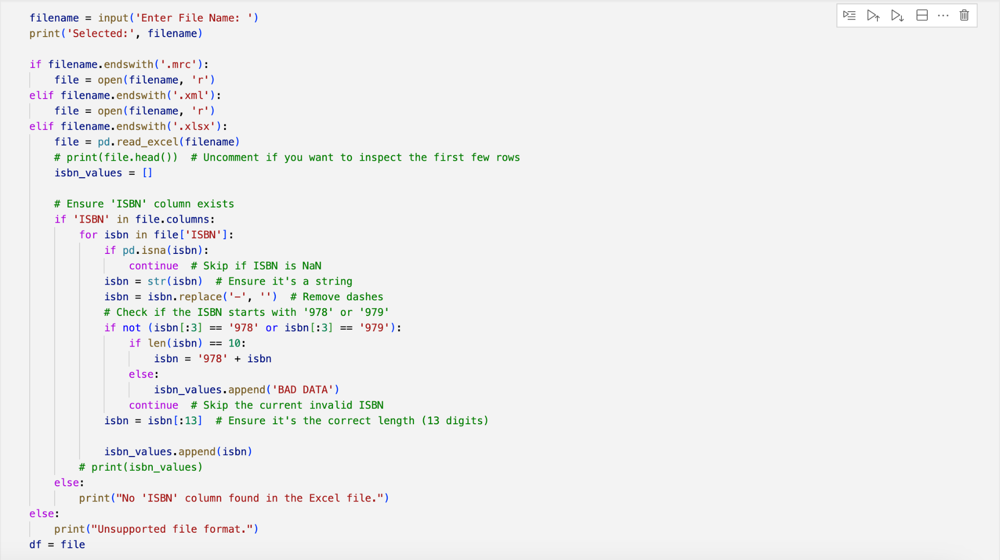 filename = input('Enter File Name: ')
print('Selected:', filename)

if filename.endswith('.mrc'):
    file = open(filename, 'r')
elif filename.endswith('.xml'):
    file = open(filename, 'r')
elif filename.endswith('.xlsx'):
    file = pd.read_excel(filename)
    # print(file.head())  # Uncomment if you want to inspect the first few rows
    isbn_values = []

    # Ensure 'ISBN' column exists
    if 'ISBN' in file.columns:
        for isbn in file['ISBN']:
            if pd.isna(isbn):
                continue  # Skip if ISBN is NaN
            isbn = str(isbn)  # Ensure it's a string
            isbn = isbn.replace('-', '')  # Remove dashes
            # Check if the ISBN starts with '978' or '979'
            if not (isbn[:3] == '978' or isbn[:3] == '979'):
                if len(isbn) == 10:
                    isbn = '978' + isbn
                else:
                    isbn_values.append('BAD DATA')
                continue  # Skip the current invalid ISBN
            isbn = isbn[:13]  # Ensure it's the correct length (13 digits)

            isbn_values.append(isbn)
        # print(isbn_values)
    else:
        print("No 'ISBN' column found in the Excel file.")
else:
    print("Unsupported file format.")
df = file